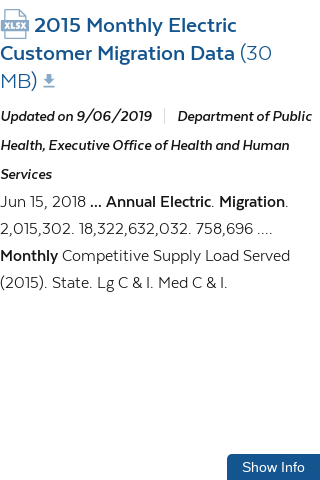 XLSX 2015 Monthly Electric
Customer Migration Data (30
MB)
Updated on 9/06/2019 Department of Public
Health, Executive Office of Health and Human
Services
Jun 15, 2018 ... Annual Electric. Migration.
2,015,302. 18,322,632,032. 758,696 ....
Monthly Competitive Supply Load Served
(2015). State. Lg C & I. Med C & I.
Show Info